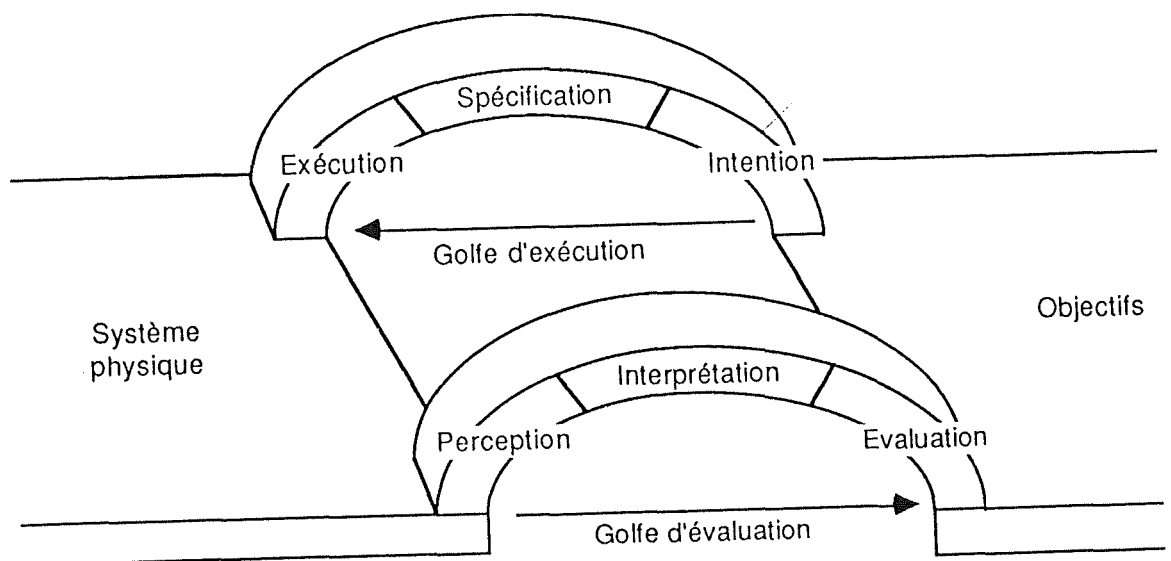 Spécification
Exécution
Intention
Golfe d'exécution
Système
physique
Objectifs
Interprétation
Perception
Evaluation
Golfe d'évaluation